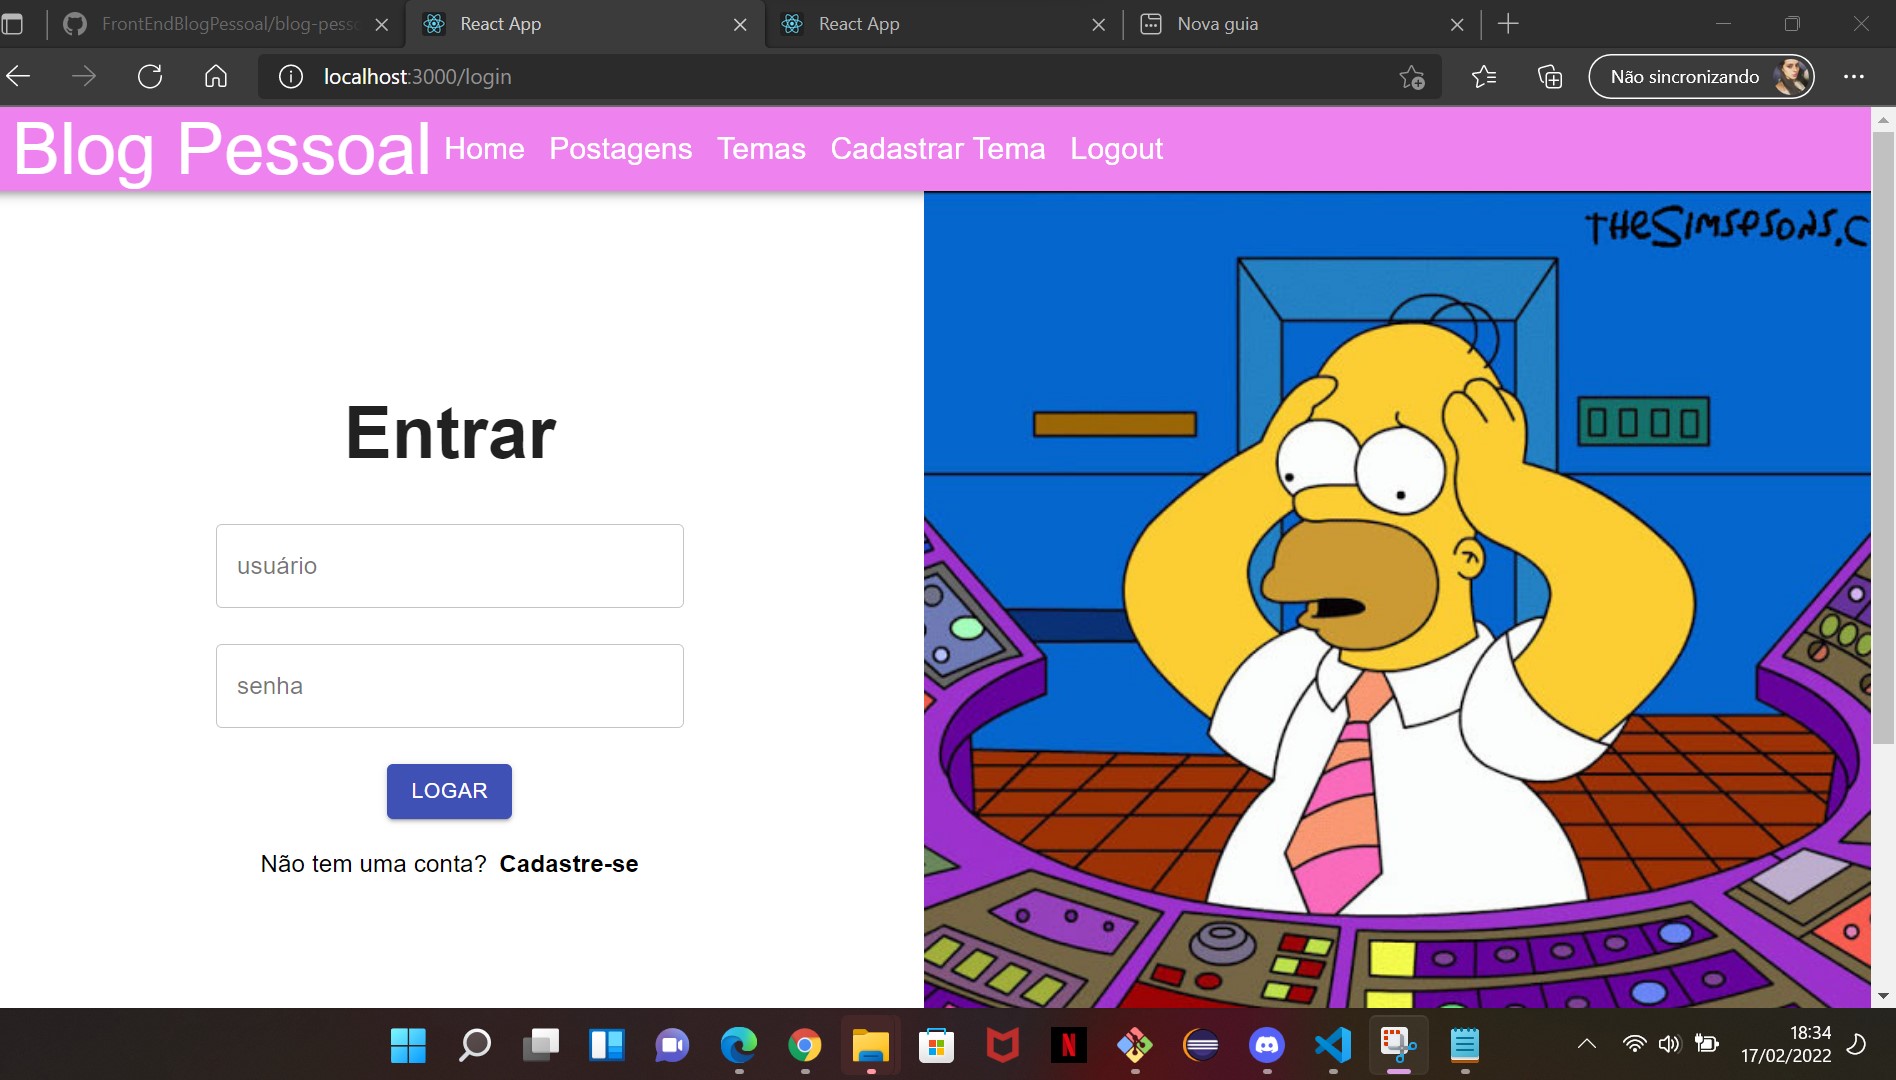 FrontEndBlogPessoal/blog-pess
React App
React App
Nova guia
localhost:3000/login
Não sincronizando
Blog Pessoal Home Postagens Temas Cadastrar Tema Logout
THESIMSPSONS.C
Entrar
usuário
senha
LOGAR
Não tem uma conta? Cadastre-se
18:34
17/02/2022